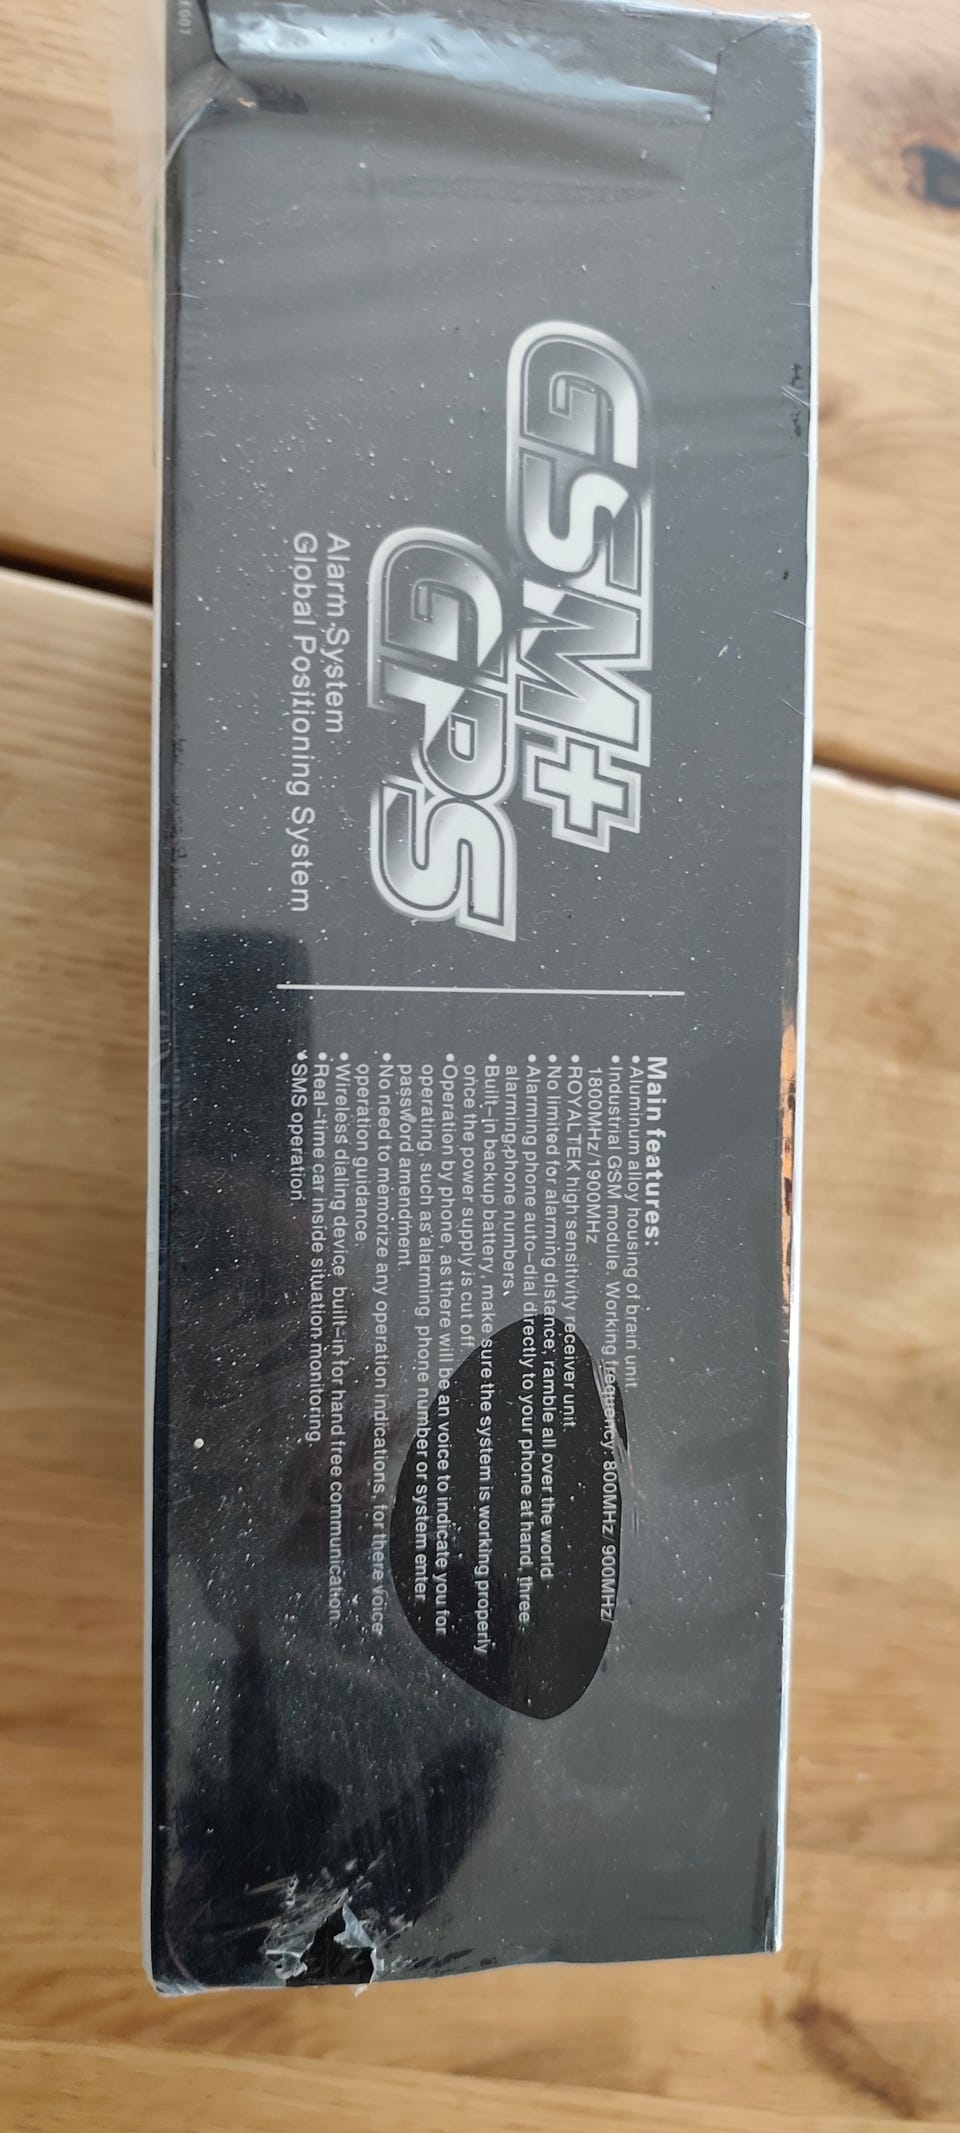 GSM+
GPS
Alarm System
Global Positioning System
Main features:
•Aluminum alloy housing of brain unit.
•Industrial GSM module. Working frequency 800MHz/900MHz/
1800MHz/1900MHz.
•ROYALTEK high sensitivity receiver unit.
•No limited for alarming distance, ramble all over the world.
•Alarming phone auto-dial directly to your phone at hand, three
alarming phone numbers.
•Built-in backup battery, make sure the system is working properly
once the power supply is cut off.
•Operation by phone, as there will be an voice to indicate you for
operating, such as alarming phone number or system enter
password amendment.
•No need to memorize any operation indications, for there voice
operation guidance.
•Wireless dialing device built-in for hand free communication.
•Real-time car inside situation monitoring.
•SMS operation